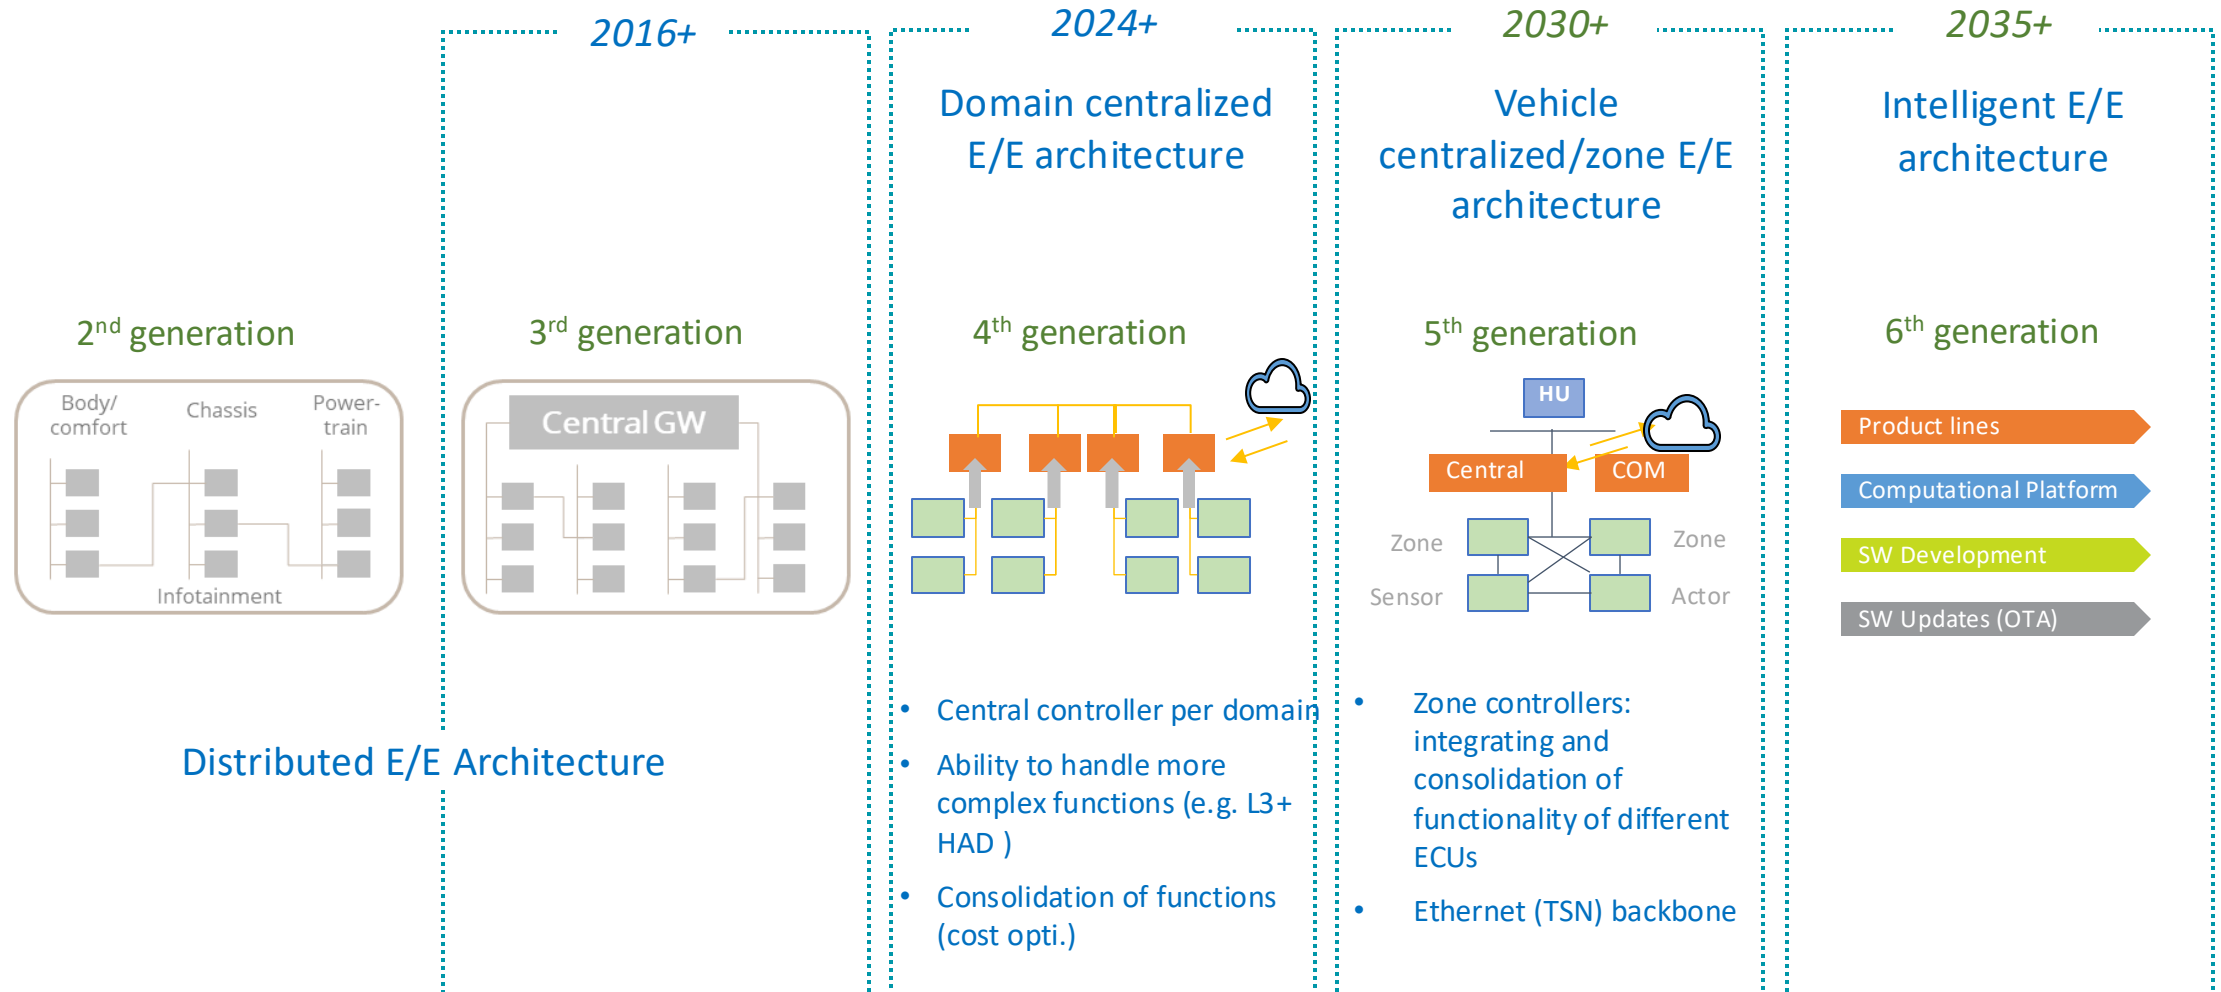 2016+
2024+
2030+
2035+
Domain centralized
E/E architecture
Vehicle
centralized/zone E/E
architecture
Intelligent E/E
architecture
2nd generation
3rd generation
4th generation
5th generation
6th generation
Body/
comfort
Chassis
Power-
train
Infotainment
Central GW
HU
Central
COM
Zone
Zone
Sensor
Actor
Product lines
Computational Platform
SW Development
SW Updates (OTA)
Distributed E/E Architecture
• Central controller per domain
• Ability to handle more
complex functions (e.g. L3+
HAD )
• Consolidation of functions
(cost opti.)
• Zone controllers:
integrating and
consolidation of
functionality of different
ECUs
• Ethernet (TSN) backbone